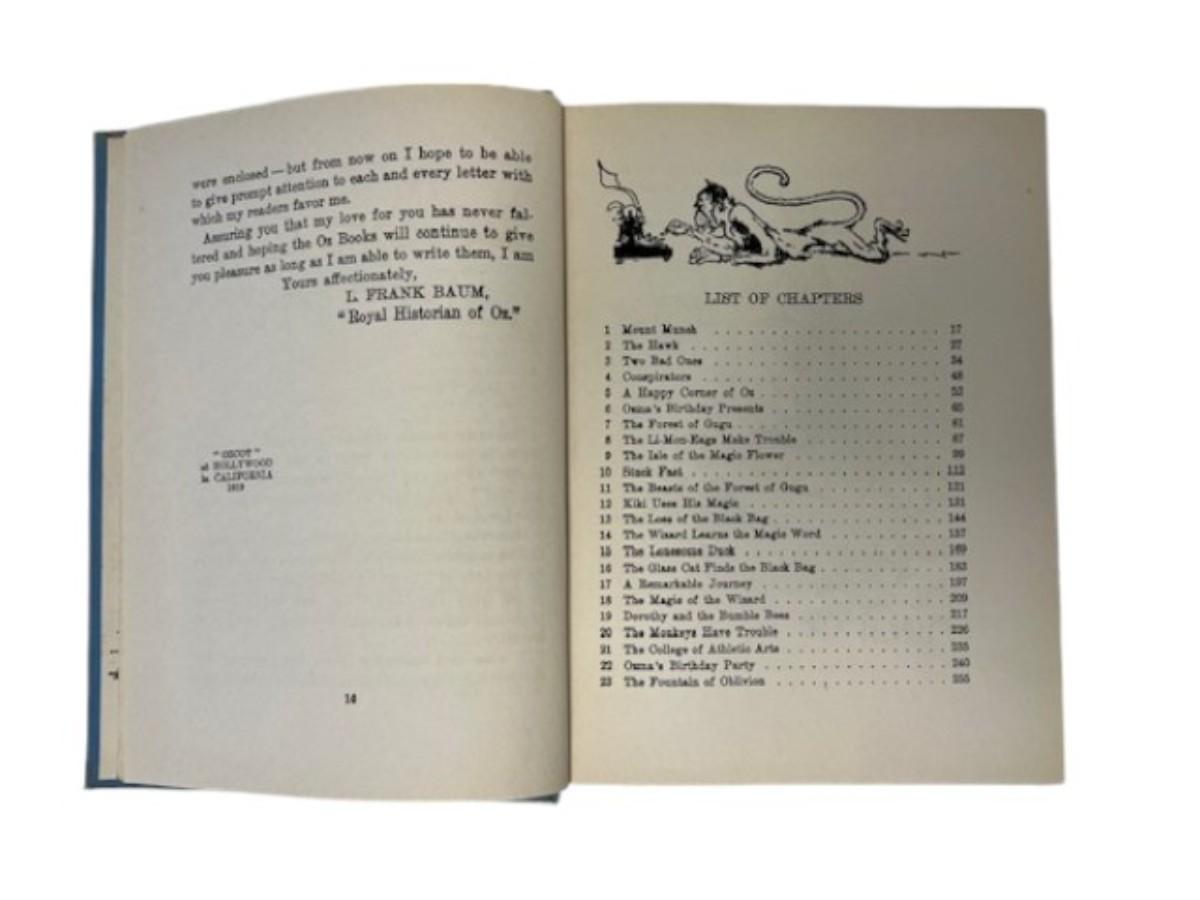 were enclosed — but from now on I hope to be able
to give prompt attention to each and every letter with
which my readers favor me.
Assuring you that my love for you has never fal-
tered and hoping the Oz Books will continue to give
you pleasure as long as I am able to write them, I am
Yours affectionately,
L. FRANK BAUM,
"Royal Historian of Oz."
"OZCOT"
at HOLLYWOOD
in CALIFORNIA
1919
14
LIST OF CHAPTERS
1 Mount Munch . . . . . . . . . . . . . . 17
2 The Hawk . . . . . . . . . . . . . . 27
3 Two Bad Ones . . . . . . . . . . . . . . 34
4 Conspirators . . . . . . . . . . . . . . 48
5 A Happy Corner of Oz . . . . . . . . . . . . 52
6 Ozma's Birthday Presents . . . . . . . . . . . 65
7 The Forest of Gugu . . . . . . . . . . . . 81
8 The Li-Mon-Eags Make Trouble . . . . . . . . . 87
9 The Isle of the Magic Flower . . . . . . . . . . 99
10 Stuck Fast . . . . . . . . . . . . . . 112
11 The Beasts of the Forest of Gugu . . . . . . . . 121
12 Kiki Uses His Magic . . . . . . . . . . . . 131
13 The Loss of the Black Bag . . . . . . . . . . 144
14 The Wizard Learns the Magic Word . . . . . . . . 157
15 The Lonesome Duck . . . . . . . . . . . . 169
16 The Glass Cat Finds the Black Bag . . . . . . . . 183
17 A Remarkable Journey . . . . . . . . . . . . 197
18 The Magic of the Wizard . . . . . . . . . . . 209
19 Dorothy and the Bumble Bees . . . . . . . . . . 217
20 The Monkeys Have Trouble . . . . . . . . . . 226
21 The College of Athletic Arts . . . . . . . . . . 235
22 Ozma's Birthday Party . . . . . . . . . . . 240
23 The Fountain of Oblivion . . . . . . . . . . . 255